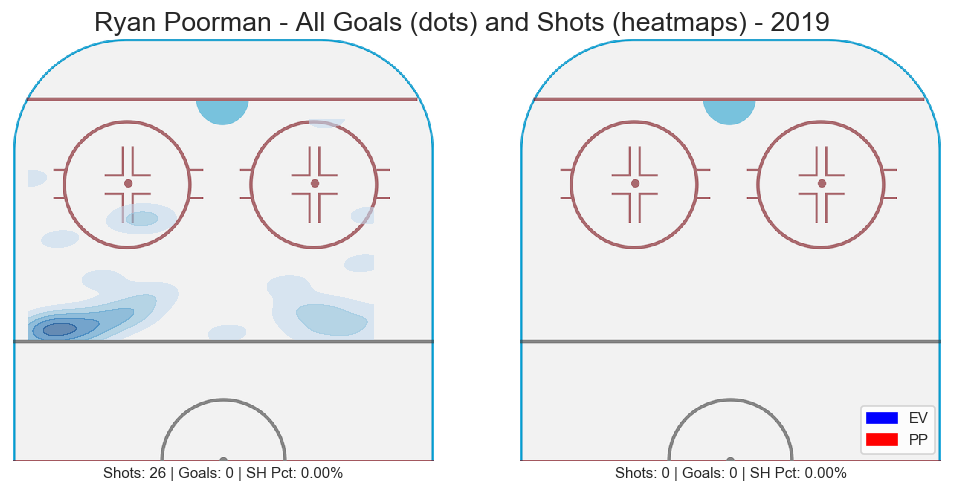 Ryan Poorman - All Goals (dots) and Shots (heatmaps) - 2019
EV
PP
Shots: 26 | Goals: 0 | SH Pct: 0.00%
Shots: 0 | Goals: 0 | SH Pct: 0.00%